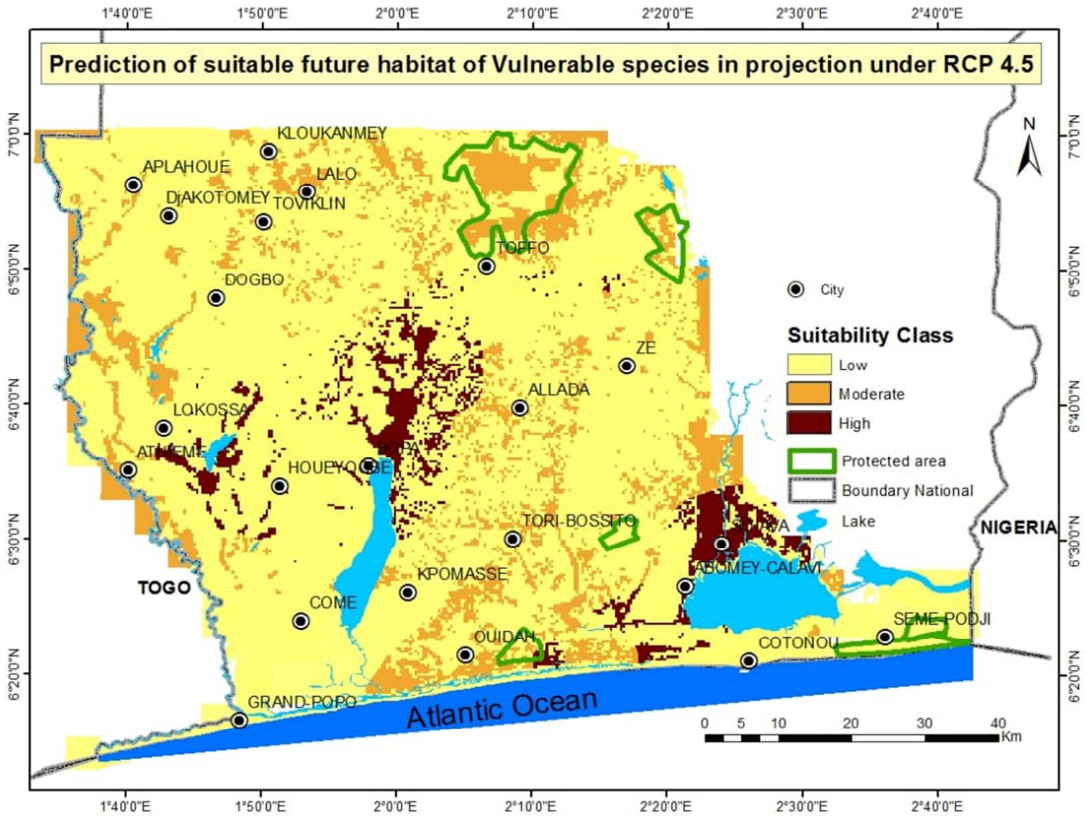 1°40'0"E 1°50'0"E 2°0'0"E 2°10'0"E 2°20'0"E 2°30'0"E 2°40'0"E
Prediction of suitable future habitat of Vulnerable species in projection under RCP 4.5
7°0'0"N 7°0'0"N
N
KLOUKANMEY
APLAHOUE
LALO
DjAKOTOMEY
TOVIKLIN
TOFFO
6°50'0"N 6°50'0"N
DOGBO
City
Suitability Class
ZE
Low
ALLADA
Moderate
6°40'0"N 6°40'0"N
LOKOSSA
High
ATHIEME
HOUEYOGBE
Protected area
Boundary National
TORI-BOSSITO
Lake
NIGERIA
6°30'0"N 6°30'0"N
ABOMEY-CALAVI
KPOMASSE
TOGO
COME
SEME-PODJI
OUIDAH
COTONOU
6°20'0"N 6°20'0"N
GRAND-POPO
Atlantic Ocean
0 5 10 20 30 40
Km
1°40'0"E 1°50'0"E 2°0'0"E 2°10'0"E 2°20'0"E 2°30'0"E 2°40'0"E